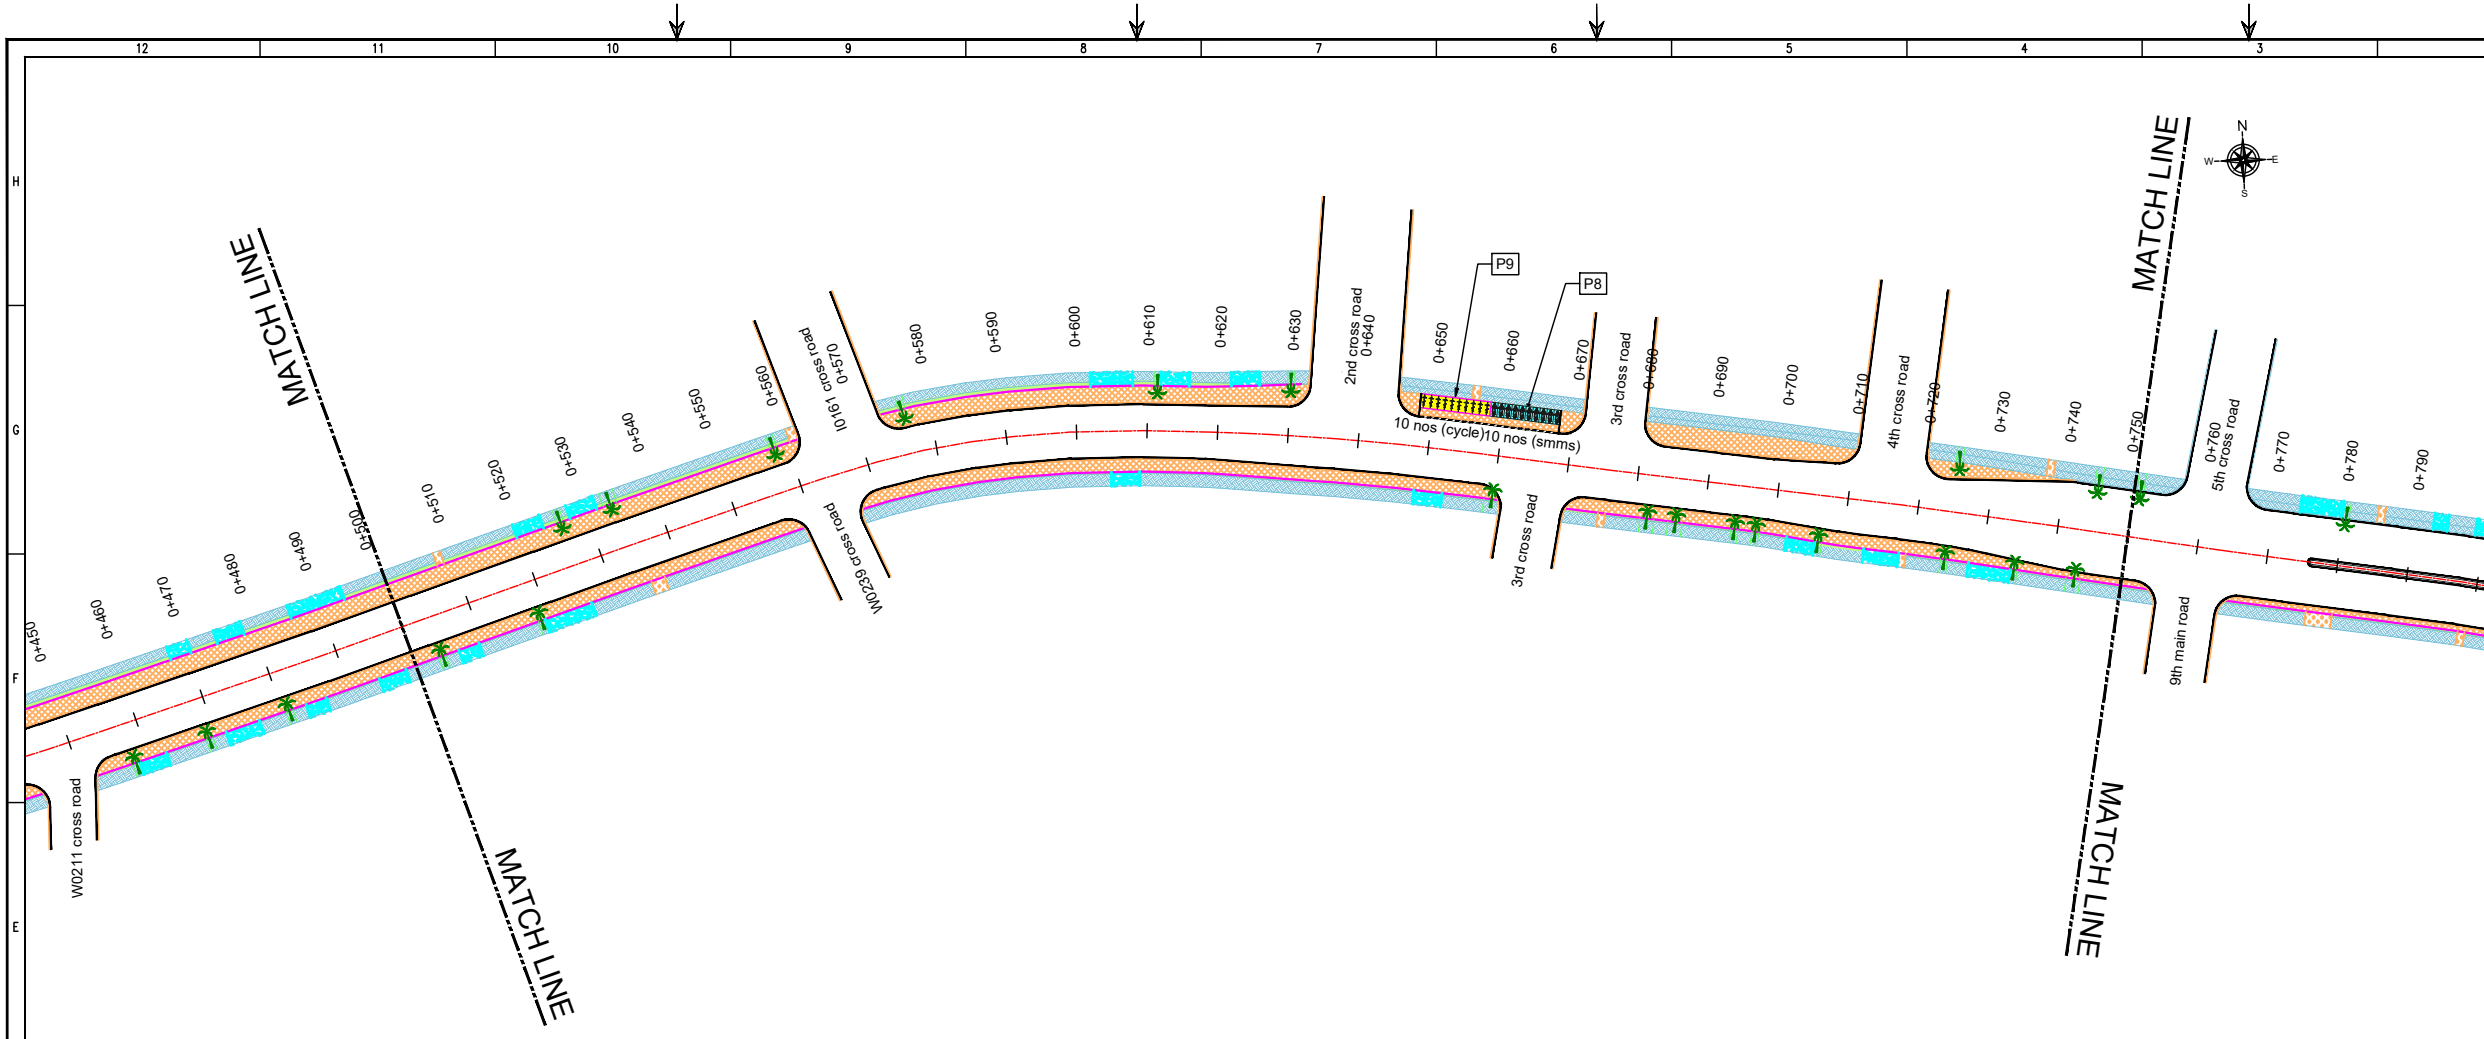 12 11 10 9 8 7 6 5 4 3
H
G
F
E
N
W E
S
MATCH LINE
MATCH LINE
MATCH LINE
MATCH LINE
P9
P8
0+450
0+460
0+470
0+480
0+490
0+500
0+510
0+520
0+530
0+540
0+550
0+560
I0161 cross road
0+570
0+580
0+590
0+600
0+610
0+620
0+630
2nd cross road
0+640
0+650
0+660
0+670
3rd cross road
0+680
0+690
0+700
0+710
4th cross road
0+720
0+730
0+740
0+750
0+760
5th cross road
0+770
0+780
0+790
10 nos (cycle)
10 nos (smms)
W0211 cross road
W0239 cross road
3rd cross road
9th main road